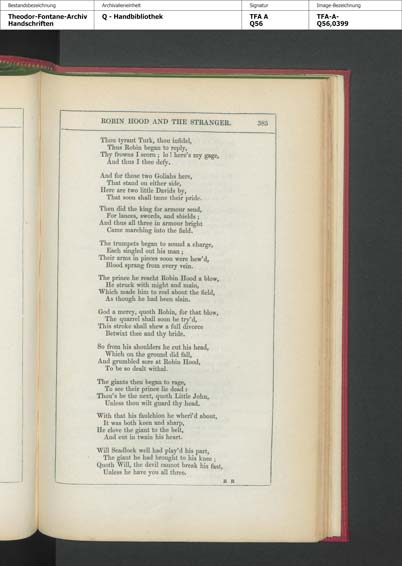 Bestandsbezeichnung
Archivalieneinheit
Signatur
Image-Bezeichnung
Theodor-Fontane-Archiv
Handschriften
Q - Handbibliothek
TFA A
Q56
TFA-A-
Q56,0399
ROBIN HOOD AND THE STRANGER. 385
Thou tyrant Turk, thou infidel,
Thus Robin began to reply,
Thy frowns I scorn; lo! here's my gage,
And thus I thee defy.
And for those two Goliahs here,
That stand on either side,
Here are two little Davids by,
That soon shall tame their pride.
Then did the king for armour send,
For lances, swords, and shields;
And thus all three in armour bright
Came marching into the field.
The trumpets began to sound a charge,
Each singled out his man;
Their arms in pieces soon were hew'd,
Blood sprang from every vein.
The prince he reacht Robin Hood a blow,
He struck with might and main,
Which made him to reel about the field,
As though he had been slain.
God a mercy, quoth Robin, for that blow,
The quarrel shall soon be try'd,
This stroke shall shew a full divorce
Betwixt thee and thy bride.
So from his shoulders he cut his head,
Which on the ground did fall,
And grumbled sore at Robin Hood,
To be so dealt withal.
The giants then began to rage,
To see their prince lie dead:
Thou's be the next, quoth Little John,
Unless thou wilt guard thy head.
With that his faulchion he wherl'd about,
It was both keen and sharp,
He clove the giant to the belt,
And cut in twain his heart.
Will Scadlock well had play'd his part,
The giant he had brought to his knee;
Quoth Will, the devil cannot break his fast,
Unless he have you all three.
R R